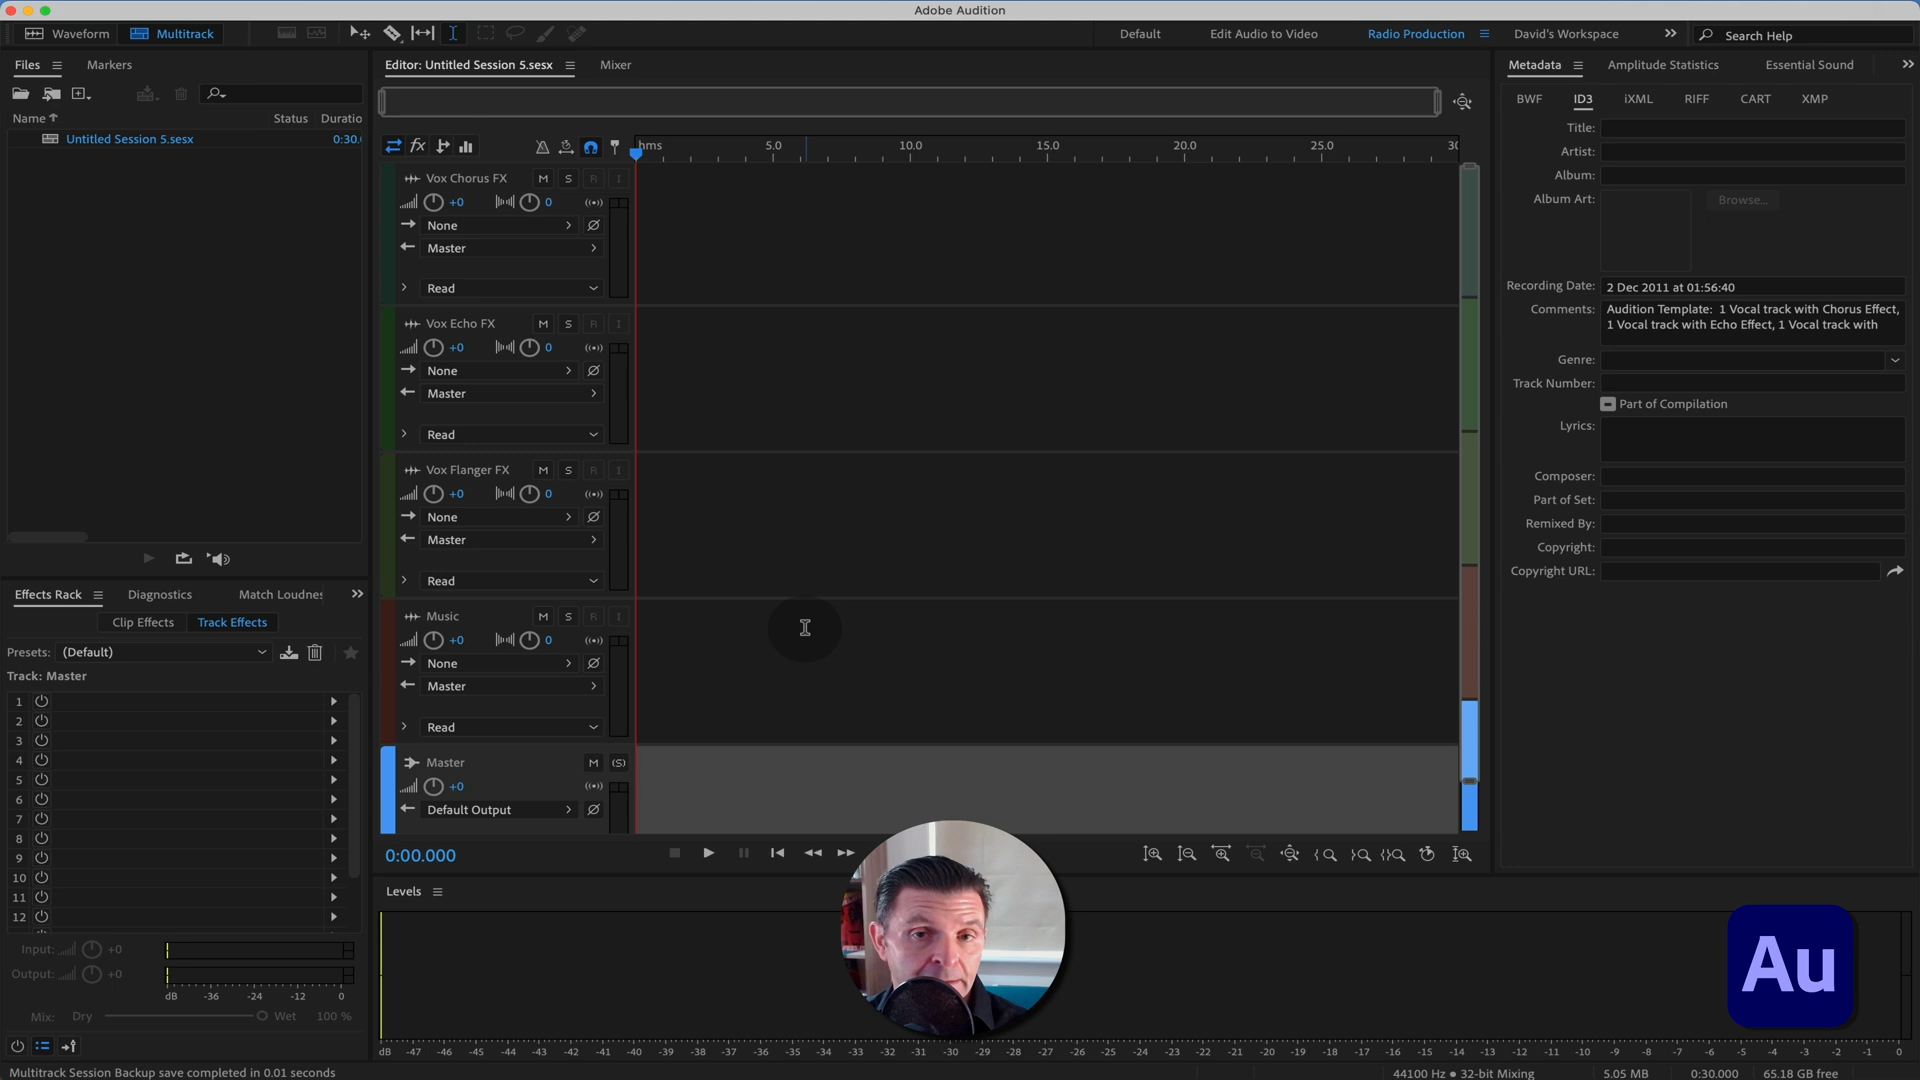 Adobe Audition
Waveform Multitrack Default Edit Audio to Video Radio Production David's Workspace Search Help
Files Markers
Name Status Duratio
Untitled Session 5.sesx 0:30.
Editor: Untitled Session 5.sesx Mixer
fx hms 5.0 10.0 15.0 20.0 25.0 30
Vox Chorus FX M S R I
+0 0
None
Master
Read
Vox Echo FX M S R I
+0 0
None
Master
Read
Vox Flanger FX M S R I
+0 0
None
Master
Read
Music M S R I
+0 0
None
Master
Read
Master M (S)
+0
Default Output
0:00.000
Levels
dB -47 -46 -45 -44 -43 -42 -41 -40 -39 -38 -37 -36 -35 -34 -33 -32 -31 -30 -29 -28 -27 -26 -25 -24 -23 -22 -21 -20 -19 -18 -17 -16 -15 -14 -13 -12 -11 -10 -9 -8 -7 -6 -5 -4 -3 -2 -1 0
Effects Rack Diagnostics Match Loudnes
Clip Effects Track Effects
Presets: (Default)
Track: Master
1
2
3
4
5
6
7
8
9
10
11
12
Input: +0
Output: +0
dB -36 -24 -12 0
Mix: Dry Wet 100 %
Metadata Amplitude Statistics Essential Sound
BWF ID3 iXML RIFF CART XMP
Title:
Artist:
Album:
Album Art: Browse...
Recording Date: 2 Dec 2011 at 01:56:40
Comments: Audition Template: 1 Vocal track with Chorus Effect,
1 Vocal track with Echo Effect, 1 Vocal track with
Genre:
Track Number:
Part of Compilation
Lyrics:
Composer:
Part of Set:
Remixed By:
Copyright:
Copyright URL:
Au
Multitrack Session Backup save completed in 0.01 seconds 44100 Hz ● 32-bit Mixing 5.05 MB 0:30.000 65.18 GB free